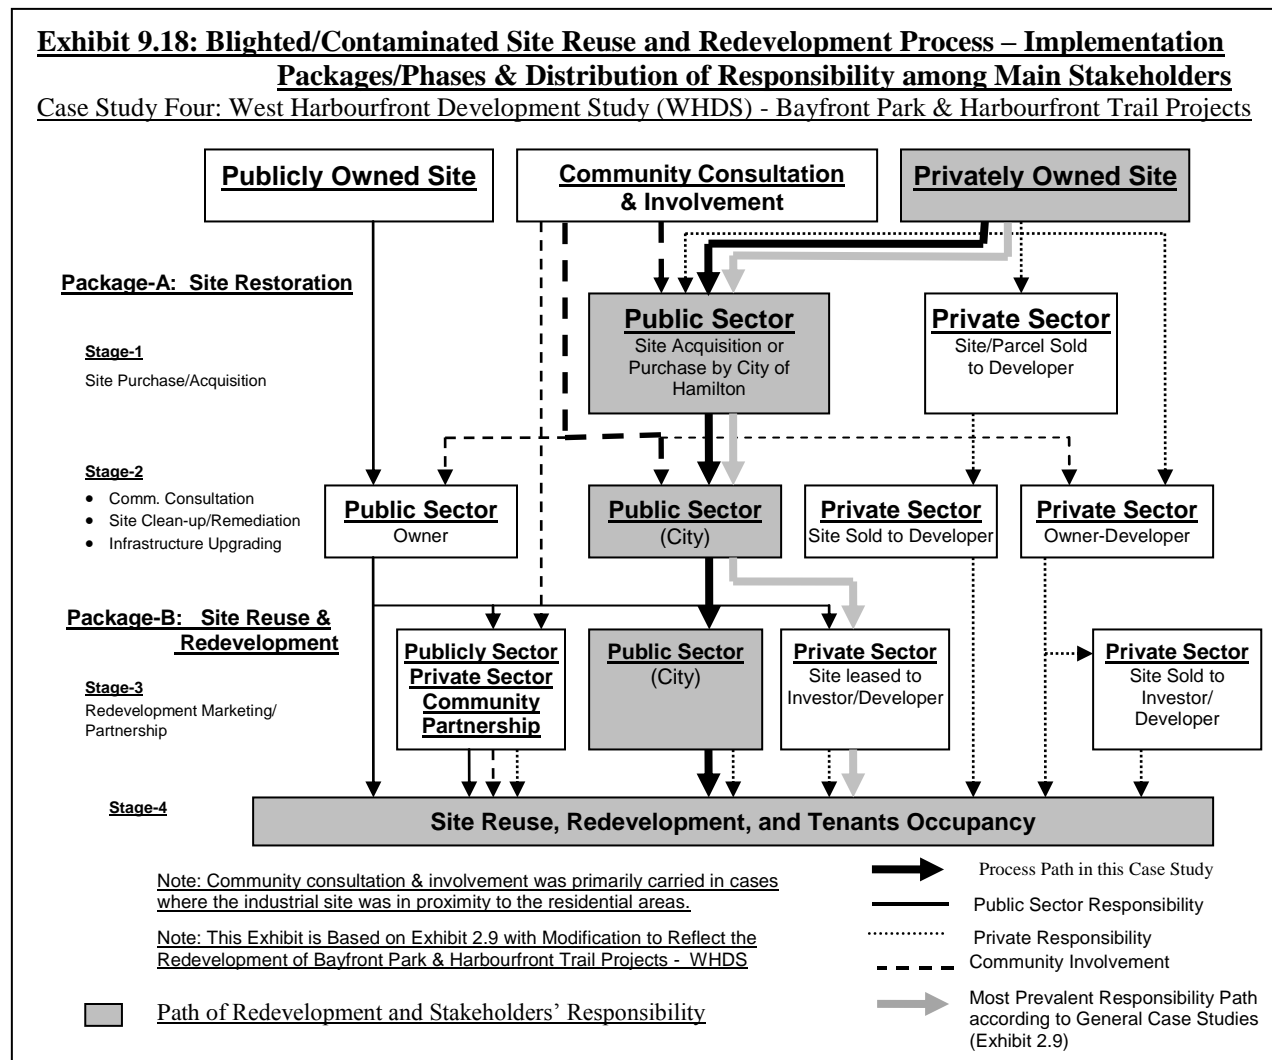 Exhibit 9.18: Blighted/Contaminated Site Reuse and Redevelopment Process – Implementation
Packages/Phases & Distribution of Responsibility among Main Stakeholders
Case Study Four: West Harbourfront Development Study (WHDS) - Bayfront Park & Harbourfront Trail Projects
Publicly Owned Site
Community Consultation
& Involvement
Privately Owned Site
Package-A: Site Restoration
Stage-1
Site Purchase/Acquisition
Public Sector
Site Acquisition or
Purchase by City of
Hamilton
Private Sector
Site/Parcel Sold
to Developer
Stage-2
• Comm. Consultation
• Site Clean-up/Remediation
• Infrastructure Upgrading
Public Sector
Owner
Public Sector
(City)
Private Sector
Site Sold to Developer
Private Sector
Owner-Developer
Package-B: Site Reuse &
Redevelopment
Stage-3
Redevelopment Marketing/
Partnership
Publicly Sector
Private Sector
Community
Partnership
Public Sector
(City)
Private Sector
Site leased to
Investor/Developer
Private Sector
Site Sold to
Investor/
Developer
Stage-4
Site Reuse, Redevelopment, and Tenants Occupancy
Note: Community consultation & involvement was primarily carried in cases
where the industrial site was in proximity to the residential areas.
Note: This Exhibit is Based on Exhibit 2.9 with Modification to Reflect the
Redevelopment of Bayfront Park & Harbourfront Trail Projects - WHDS
Path of Redevelopment and Stakeholders' Responsibility
Process Path in this Case Study
Public Sector Responsibility
Private Responsibility
Community Involvement
Most Prevalent Responsibility Path
according to General Case Studies
(Exhibit 2.9)